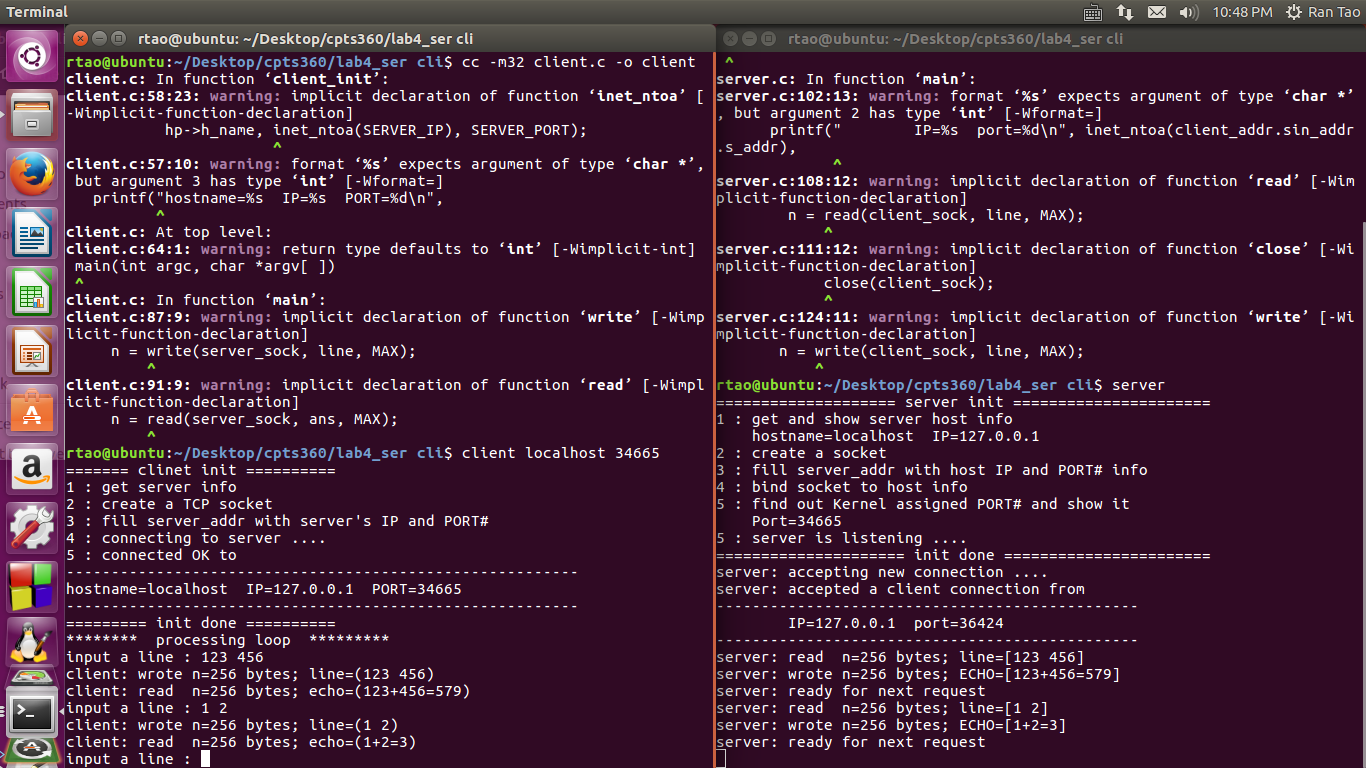 Terminal
10:48 PM
Ran Tao
rtao@ubuntu: ~/Desktop/cpts360/lab4_ser cli
rtao@ubuntu:~/Desktop/cpts360/lab4_ser cli$ cc -m32 client.c -o client
client.c: In function ‘client_init’:
client.c:58:23: warning: implicit declaration of function ‘inet_ntoa’ [
-Wimplicit-function-declaration]
hp->h_name, inet_ntoa(SERVER_IP), SERVER_PORT);
^
client.c:57:10: warning: format ‘%s’ expects argument of type ‘char *’,
but argument 3 has type ‘int’ [-Wformat=]
printf("hostname=%s  IP=%s  PORT=%d\n",
^
client.c: At top level:
client.c:64:1: warning: return type defaults to ‘int’ [-Wimplicit-int]
main(int argc, char *argv[ ])
^
client.c: In function ‘main’:
client.c:87:9: warning: implicit declaration of function ‘write’ [-Wimp
licit-function-declaration]
n = write(server_sock, line, MAX);
^
client.c:91:9: warning: implicit declaration of function ‘read’ [-Wimpl
icit-function-declaration]
n = read(server_sock, ans, MAX);
^
rtao@ubuntu:~/Desktop/cpts360/lab4_ser cli$ client localhost 34665
======= clinet init ==========
1 : get server info
2 : create a TCP socket
3 : fill server_addr with server's IP and PORT#
4 : connecting to server ....
5 : connected OK to
---------------------------------------------------------
hostname=localhost  IP=127.0.0.1  PORT=34665
---------------------------------------------------------
========= init done ==========
********  processing loop  *********
input a line : 123 456
client: wrote n=256 bytes; line=(123 456)
client: read  n=256 bytes; echo=(123+456=579)
input a line : 1 2
client: wrote n=256 bytes; line=(1 2)
client: read  n=256 bytes; echo=(1+2=3)
input a line :
rtao@ubuntu: ~/Desktop/cpts360/lab4_ser cli
^
server.c: In function ‘main’:
server.c:102:13: warning: format ‘%s’ expects argument of type ‘char *’
, but argument 2 has type ‘int’ [-Wformat=]
printf("        IP=%s  port=%d\n", inet_ntoa(client_addr.sin_addr
.s_addr),
^
server.c:108:12: warning: implicit declaration of function ‘read’ [-Wim
plicit-function-declaration]
n = read(client_sock, line, MAX);
^
server.c:111:12: warning: implicit declaration of function ‘close’ [-Wi
mplicit-function-declaration]
close(client_sock);
^
server.c:124:11: warning: implicit declaration of function ‘write’ [-Wi
mplicit-function-declaration]
n = write(client_sock, line, MAX);
^
rtao@ubuntu:~/Desktop/cpts360/lab4_ser cli$ server
==================== server init ======================
1 : get and show server host info
hostname=localhost  IP=127.0.0.1
2 : create a socket
3 : fill server_addr with host IP and PORT# info
4 : bind socket to host info
5 : find out Kernel assigned PORT# and show it
Port=34665
5 : server is listening ....
===================== init done =======================
server: accepting new connection ....
server: accepted a client connection from
-----------------------------------------------
IP=127.0.0.1  port=36424
-----------------------------------------------
server: read  n=256 bytes; line=[123 456]
server: wrote n=256 bytes; ECHO=[123+456=579]
server: ready for next request
server: read  n=256 bytes; line=[1 2]
server: wrote n=256 bytes; ECHO=[1+2=3]
server: ready for next request